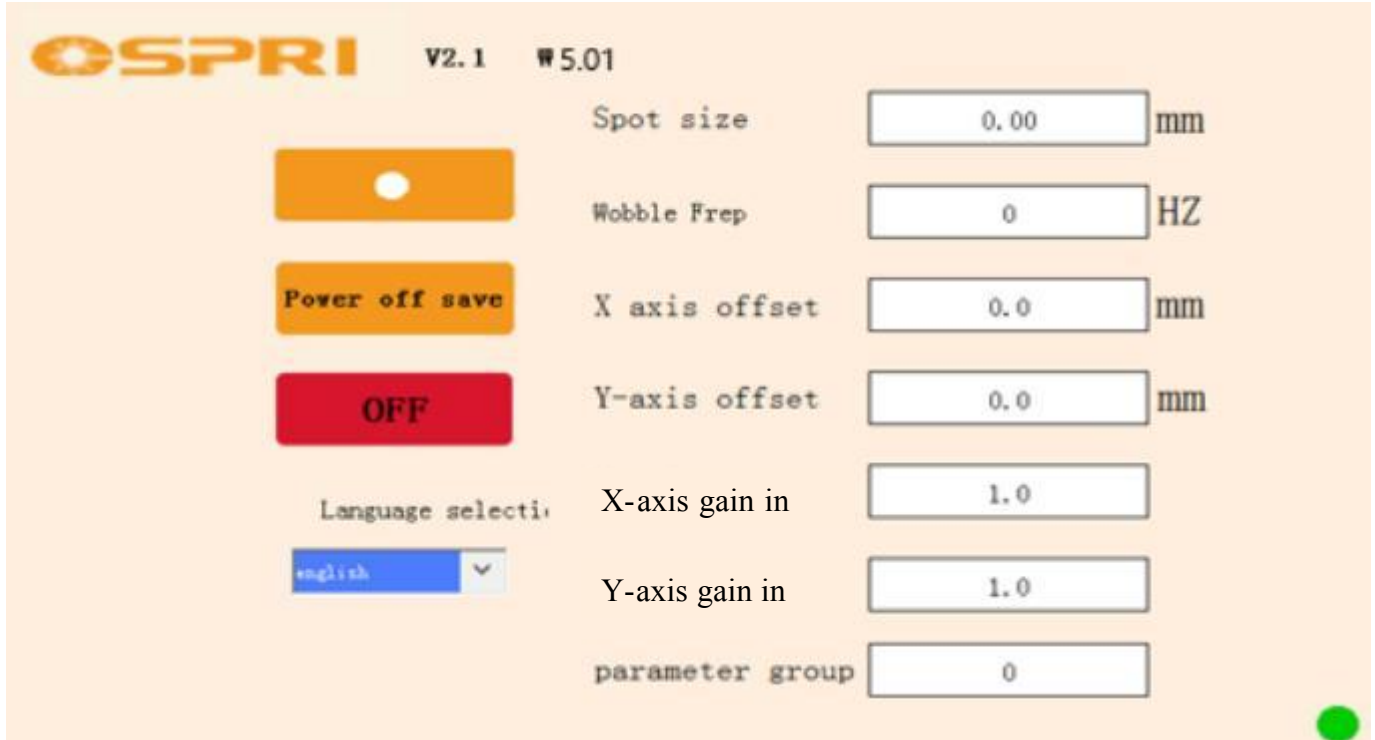 OSPRI V2.1 W5.01
Spot size 0.00 mm
Wobble Frep 0 HZ
Power off save
X axis offset 0.0 mm
OFF
Y-axis offset 0.0 mm
Language selecti
X-axis gain in 1.0
english
Y-axis gain in 1.0
parameter group 0